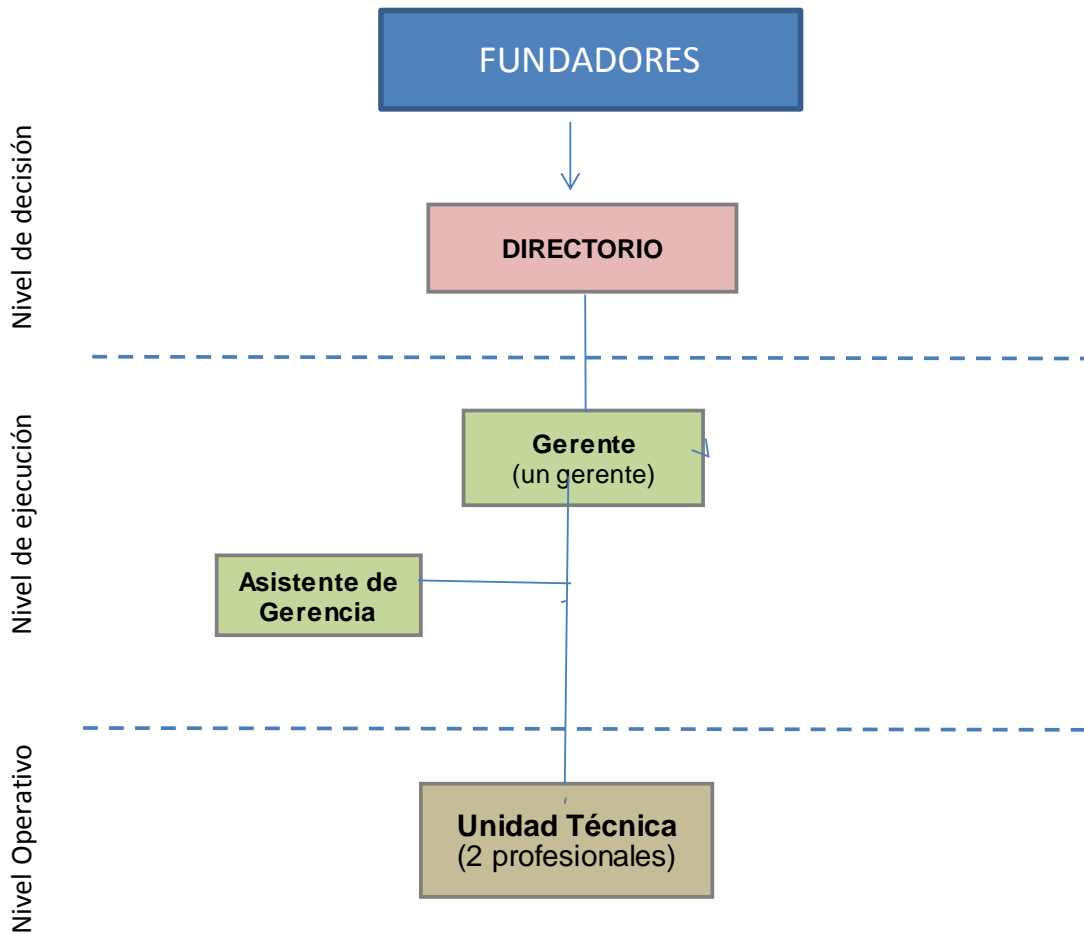 FUNDADORES
Nivel de decisión
DIRECTORIO
Nivel de ejecución
Gerente
(un gerente)
Asistente de
Gerencia
Nivel Operativo
Unidad Técnica
(2 profesionales)